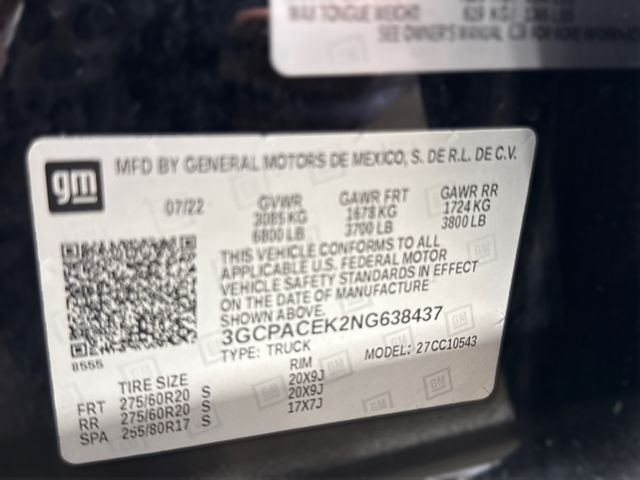 MAX TONGUE WEIGHT:
SEE OWNER'S MANUAL FOR MORE INFORMATION
gm
MFD BY GENERAL MOTORS DE MEXICO, S. DE R.L. DE C.V.
07/22 GVWR GAWR FRT GAWR RR
3085 KG 1678 KG 1724 KG
6800 LB 3700 LB 3800 LB
THIS VEHICLE CONFORMS TO ALL
APPLICABLE U.S. FEDERAL MOTOR
VEHICLE SAFETY STANDARDS IN EFFECT
ON THE DATE OF MANUFACTURE
SHOWN ABOVE.
3GCPACEK2NG638437
TYPE: TRUCK MODEL: 27CC10543
8555
TIRE SIZE RIM
FRT 275/60R20 S 20X9J
RR 275/60R20 S 20X9J
SPA 255/80R17 S 17X7J